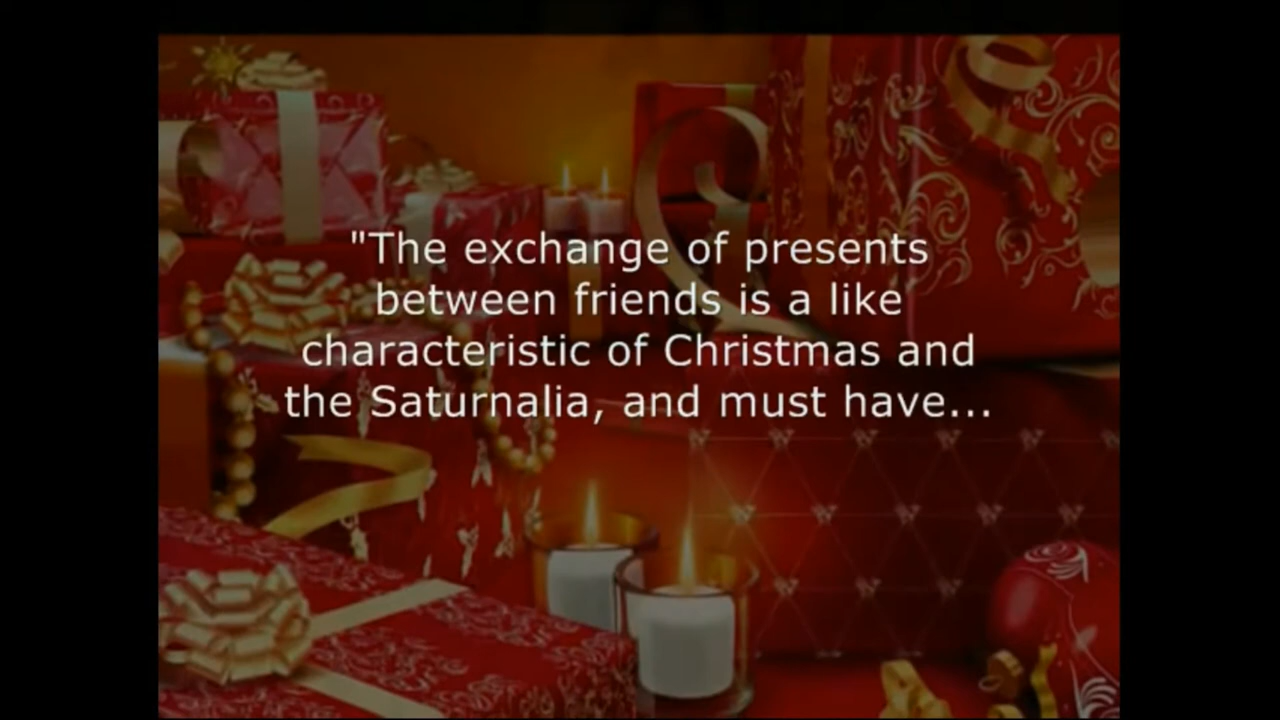 "The exchange of presents
between friends is a like
characteristic of Christmas and
the Saturnalia, and must have...